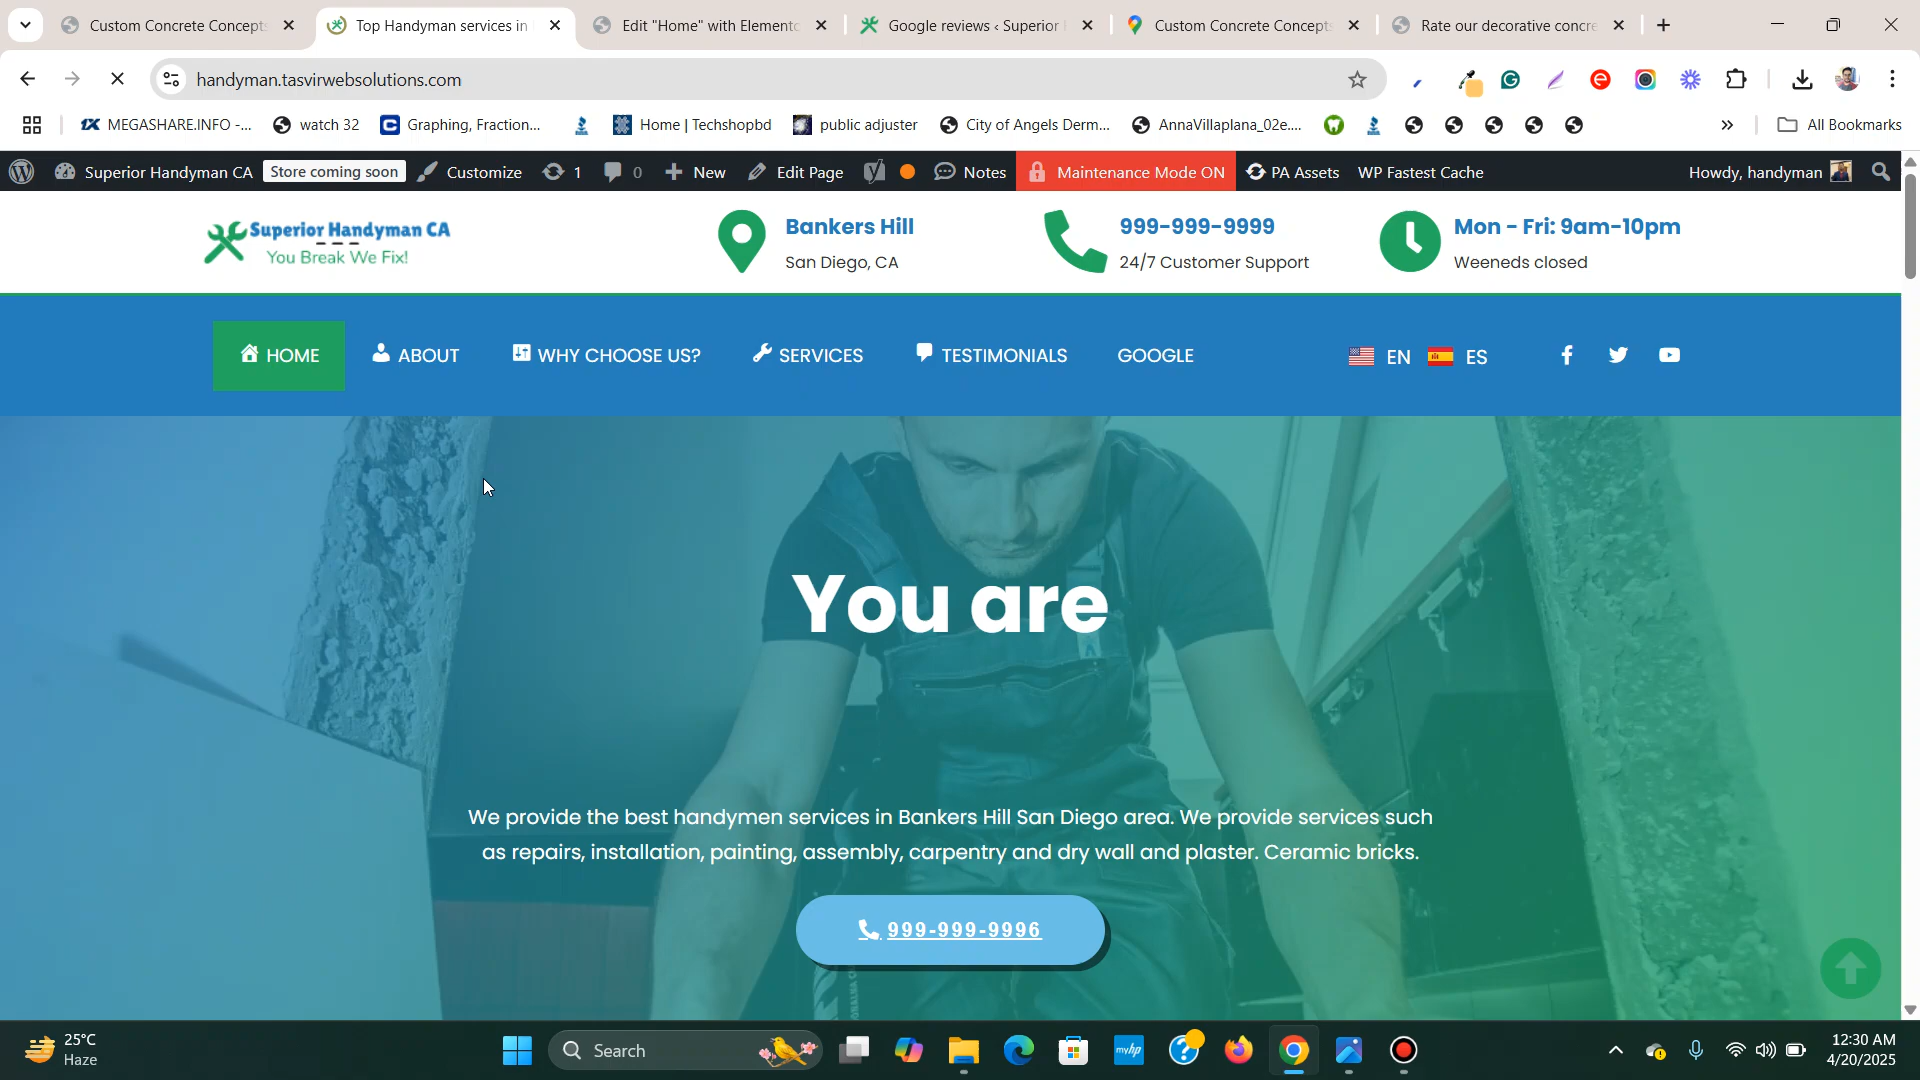 Custom Concrete Concepts
Top Handyman services in
Edit "Home" with Elemento
Google reviews ‹ Superior H
Custom Concrete Concepts
Rate our decorative concre
handyman.tasvirwebsolutions.com
MEGASHARE.INFO -...
watch 32
Graphing, Fraction...
Home | Techshopbd
public adjuster
City of Angels Derm...
AnnaVillaplana_02e....
All Bookmarks
Superior Handyman CA
Store coming soon
Customize
1
0
New
Edit Page
Notes
Maintenance Mode ON
PA Assets
WP Fastest Cache
Howdy, handyman
Superior Handyman CA
You Break We Fix!
Bankers Hill
San Diego, CA
999-999-9999
24/7 Customer Support
Mon - Fri: 9am-10pm
Weeneds closed
HOME
ABOUT
WHY CHOOSE US?
SERVICES
TESTIMONIALS
GOOGLE
EN
ES
You are
We provide the best handymen services in Bankers Hill San Diego area. We provide services such
as repairs, installation, painting, assembly, carpentry and dry wall and plaster. Ceramic bricks.
999-999-9996
25°C
Haze
Search
myhp
12:30 AM
4/20/2025